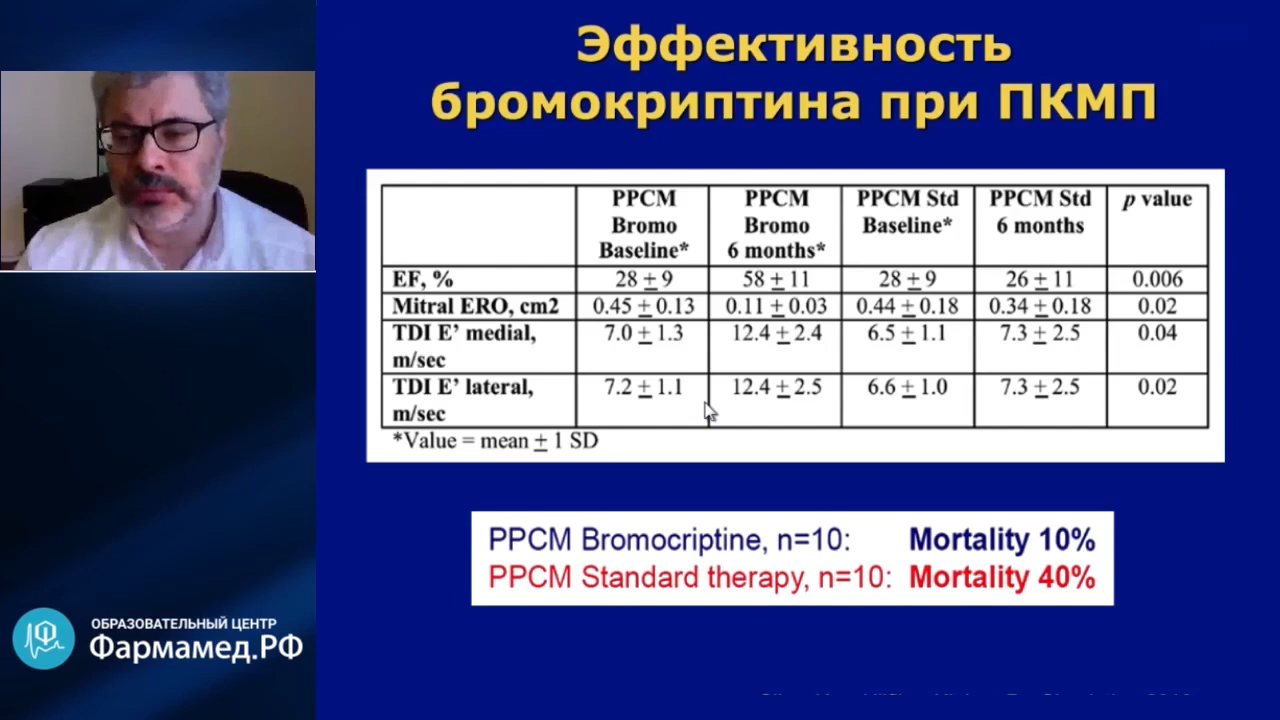 Эффективность
бромокриптина при ПКМП
PPCM Bromo Baseline* PPCM Bromo 6 months* PPCM Std Baseline* PPCM Std 6 months p value
EF, % 28 ± 9 58 ± 11 28 ± 9 26 ± 11 0.006
Mitral ERO, cm2 0.45 ± 0.13 0.11 ± 0.03 0.44 ± 0.18 0.34 ± 0.18 0.02
TDI E’ medial, m/sec 7.0 ± 1.3 12.4 ± 2.4 6.5 ± 1.1 7.3 ± 2.5 0.04
TDI E’ lateral, m/sec 7.2 ± 1.1 12.4 ± 2.5 6.6 ± 1.0 7.3 ± 2.5 0.02
*Value = mean ± 1 SD
PPCM Bromocriptine, n=10: Mortality 10%
PPCM Standard therapy, n=10: Mortality 40%
ОБРАЗОВАТЕЛЬНЫЙ ЦЕНТР
Фармамед.РФ